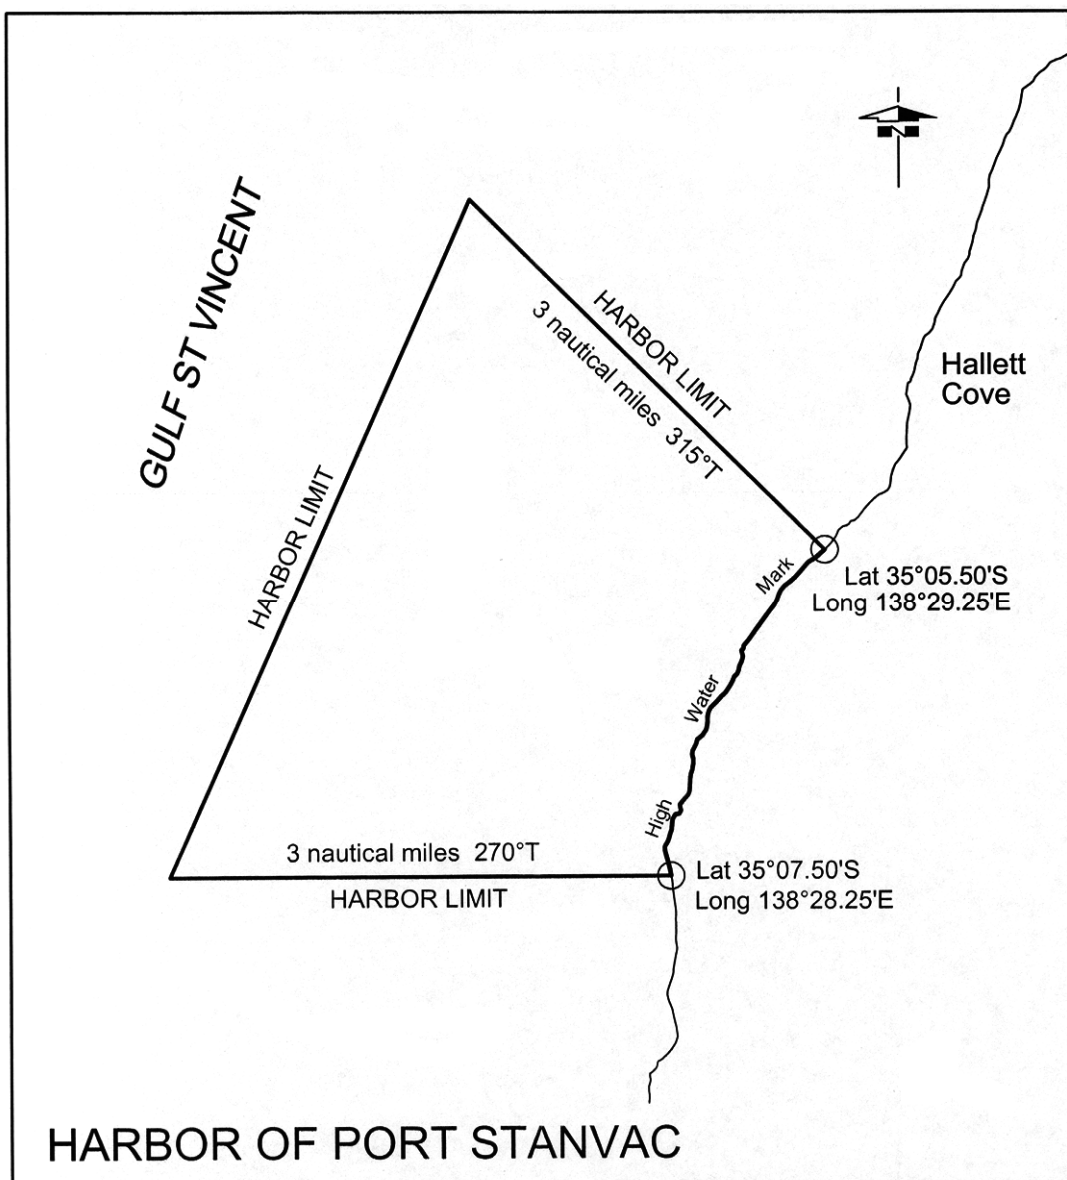 N
GULF ST VINCENT
HARBOR LIMIT
3 nautical miles 315°T
Hallett
Cove
HARBOR LIMIT
Mark
Lat 35°05.50'S
Long 138°29.25'E
Water
High
3 nautical miles 270°T
HARBOR LIMIT
Lat 35°07.50'S
Long 138°28.25'E
HARBOR OF PORT STANVAC